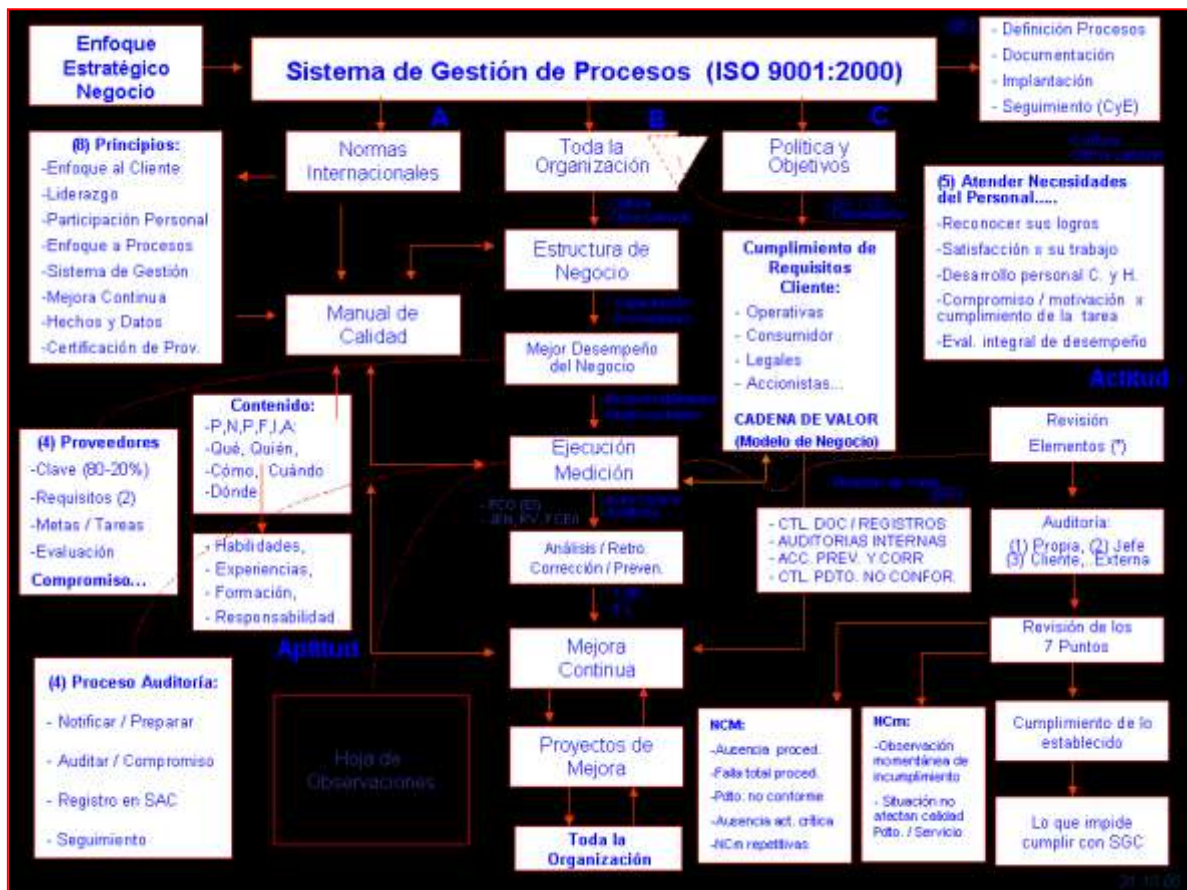 Enfoque
Estratégico
Negocio
Sistema de Gestión de Procesos (ISO 9001:2000)
- Definición Procesos
- Documentación
- Implantación
- Seguimiento (CyE)
A
B
C
(8) Principios:
-Enfoque al Cliente
-Liderazgo
-Participación Personal
-Enfoque a Procesos
-Sistema de Gestión
-Mejora Continua
-Hechos y Datos
-Certificación de Prov.
Normas
Internacionales
Toda la
Organización
Política y
Objetivos
(5) Atender Necesidades
del Personal.....
-Reconocer sus logros
-Satisfacción x su trabajo
-Desarrollo personal C. y H.
-Compromiso / motivación x
cumplimiento de la tarea
-Eval. integral de desempeño
Actitud
Estructura de
Negocio
Manual de
Calidad
Mejor Desempeño
del Negocio
Cumplimiento de
Requisitos
Cliente:
- Operativas
- Consumidor
- Legales
- Accionistas...
CADENA DE VALOR
(Modelo de Negocio)
Contenido:
-P,N,P,F,I,A;
-Qué, Quién,
-Cómo, Cuándo
-Dónde
(4) Proveedores
-Clave (80-20%)
-Requisitos (2)
-Metas / Tareas
-Evaluación
Compromiso...
- Habilidades,
- Experiencias,
- Formación,
- Responsabilidad
Aptitud
Ejecución
Medición
Análisis / Retro.
Corrección / Preven.
- CTL. DOC / REGISTROS
- AUDITORIAS INTERNAS
- ACC. PREV. Y CORR
- CTL. PDTO. NO CONFOR.
Revisión
Elementos (*)
Auditoría:
(1) Propia, (2) Jefe
(3) Cliente,..Externa
Revisión de los
7 Puntos
Mejora
Continua
(4) Proceso Auditoría:
- Notificar / Preparar
- Auditar / Compromiso
- Registro en SAC
- Seguimiento
Hoja de
Observaciones
Proyectos de
Mejora
Toda la
Organización
NCM:
-Ausencia proced.
-Falla total proced.
-Pdto. no conforme
-Ausencia act. crítica
-NCm repetitivas
NCm:
-Observación
momentánea de
incumplimiento
- Situación no
afectan calidad
Pdto. / Servicio
Cumplimiento de lo
establecido
Lo que impide
cumplir con SGC